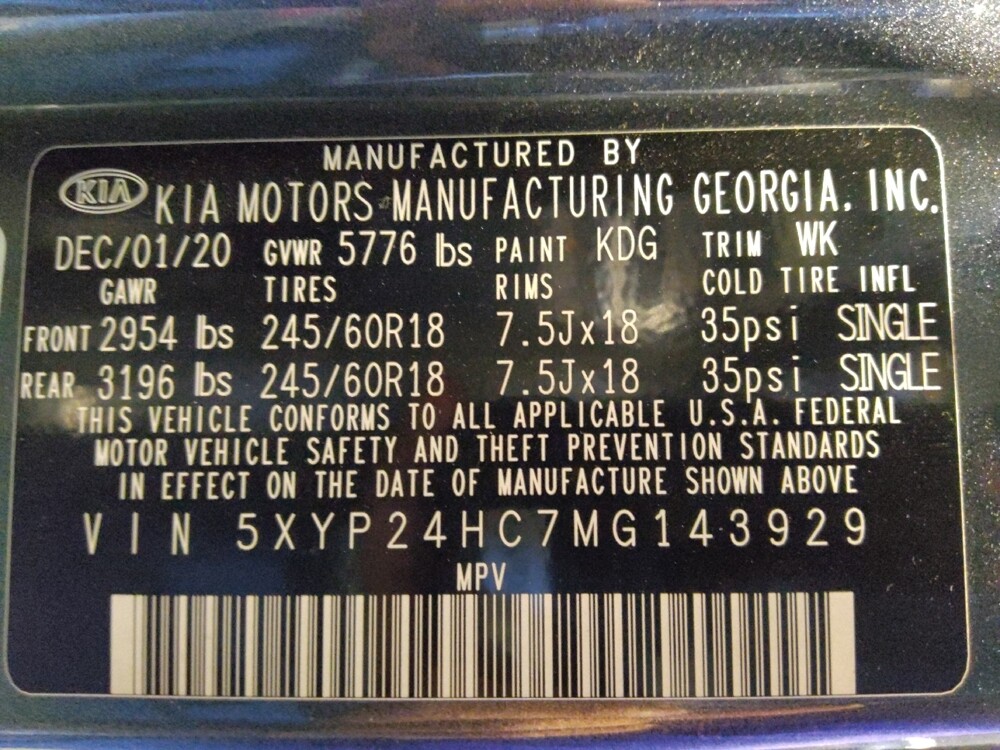 MANUFACTURED BY
KIA KIA MOTORS MANUFACTURING GEORGIA, INC.
DEC/01/20 GVWR 5776 lbs PAINT KDG TRIM WK
GAWR TIRES RIMS COLD TIRE INFL
FRONT 2954 lbs 245/60R18 7.5Jx18 35psi SINGLE
REAR 3196 lbs 245/60R18 7.5Jx18 35psi SINGLE
THIS VEHICLE CONFORMS TO ALL APPLICABLE U.S.A. FEDERAL
MOTOR VEHICLE SAFETY AND THEFT PREVENTION STANDARDS
IN EFFECT ON THE DATE OF MANUFACTURE SHOWN ABOVE
VIN 5XYP24HC7MG143929
MPV